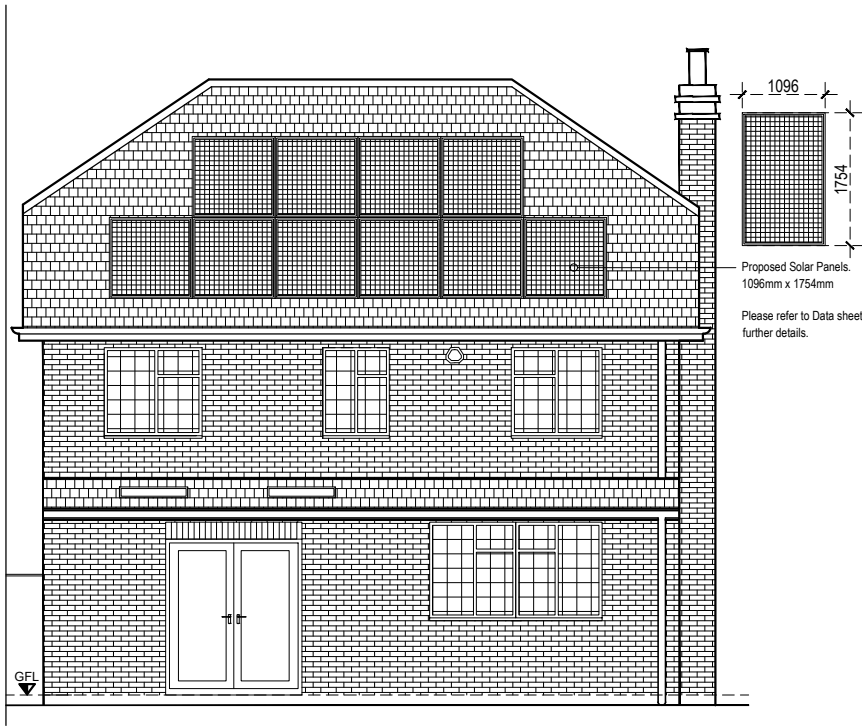 1096
1754
Proposed Solar Panels.
1096mm x 1754mm
Please refer to Data sheet
further details.
GFL